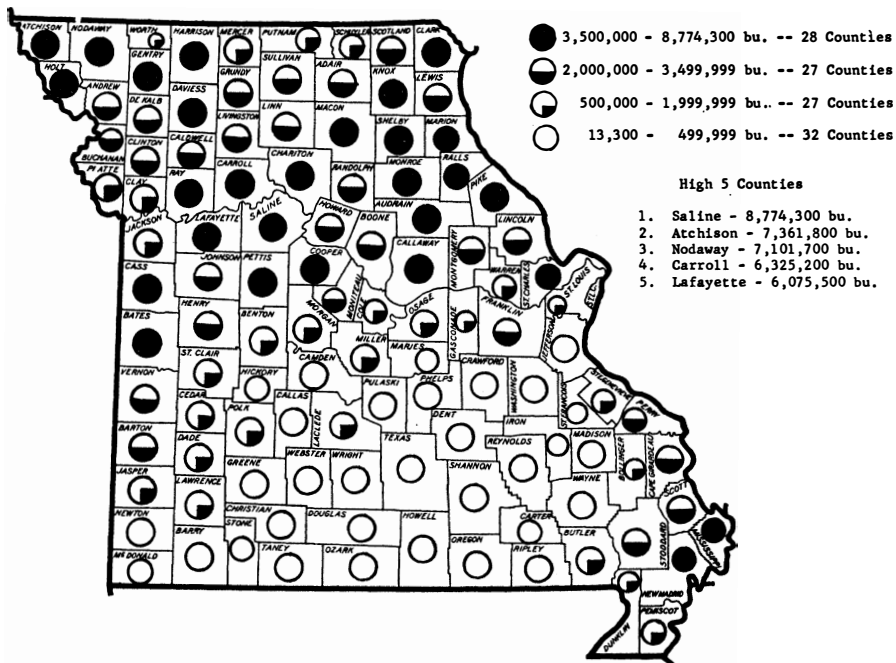 3,500,000 - 8,774,300 bu. -- 28 Counties
2,000,000 - 3,499,999 bu. -- 27 Counties
500,000 - 1,999,999 bu. -- 27 Counties
13,300 - 499,999 bu. -- 32 Counties
High 5 Counties
1. Saline - 8,774,300 bu.
2. Atchison - 7,361,800 bu.
3. Nodaway - 7,101,700 bu.
4. Carroll - 6,325,200 bu.
5. Lafayette - 6,075,500 bu.
ATCHISON
NODAWAY
WORTH
HARRISON
MERCER
PUTNAM
SCHUYLER
SCOTLAND
CLARK
HOLT
GENTRY
SULLIVAN
ADAIR
KNOX
LEWIS
GRUNDY
ANDREW
DE KALB
DAVIESS
LINN
MACON
SHELBY
MARION
LIVINGSTON
BUCHANAN
CLINTON
CALDWELL
CHARITON
RANDOLPH
MONROE
RALLS
PLATTE
CLAY
RAY
CARROLL
AUDRAIN
PIKE
JACKSON
LAFAYETTE
SALINE
HOWARD
BOONE
CALLAWAY
MONTGOMERY
LINCOLN
CASS
JOHNSON
PETTIS
COOPER
MONITEAU
COLE
OSAGE
GASCONADE
WARREN
ST.CHARLES
ST.LOUIS
FRANKLIN
JEFFERSON
BATES
HENRY
BENTON
MORGAN
MILLER
MARIES
ST.CLAIR
HICKORY
CAMDEN
PULASKI
PHELPS
CRAWFORD
WASHINGTON
VERNON
CEDAR
POLK
DALLAS
LACLEDE
DENT
IRON
MADISON
PERRY
BARTON
DADE
TEXAS
REYNOLDS
BOLLINGER
CAPE GIRARDEAU
JASPER
LAWRENCE
GREENE
WEBSTER
WRIGHT
SHANNON
WAYNE
SCOTT
NEWTON
CHRISTIAN
DOUGLAS
HOWELL
CARTER
BUTLER
STODDARD
MISSISSIPPI
McDONALD
BARRY
STONE
TANEY
OZARK
OREGON
RIPLEY
NEW MADRID
PEMISCOT
DUNKLIN